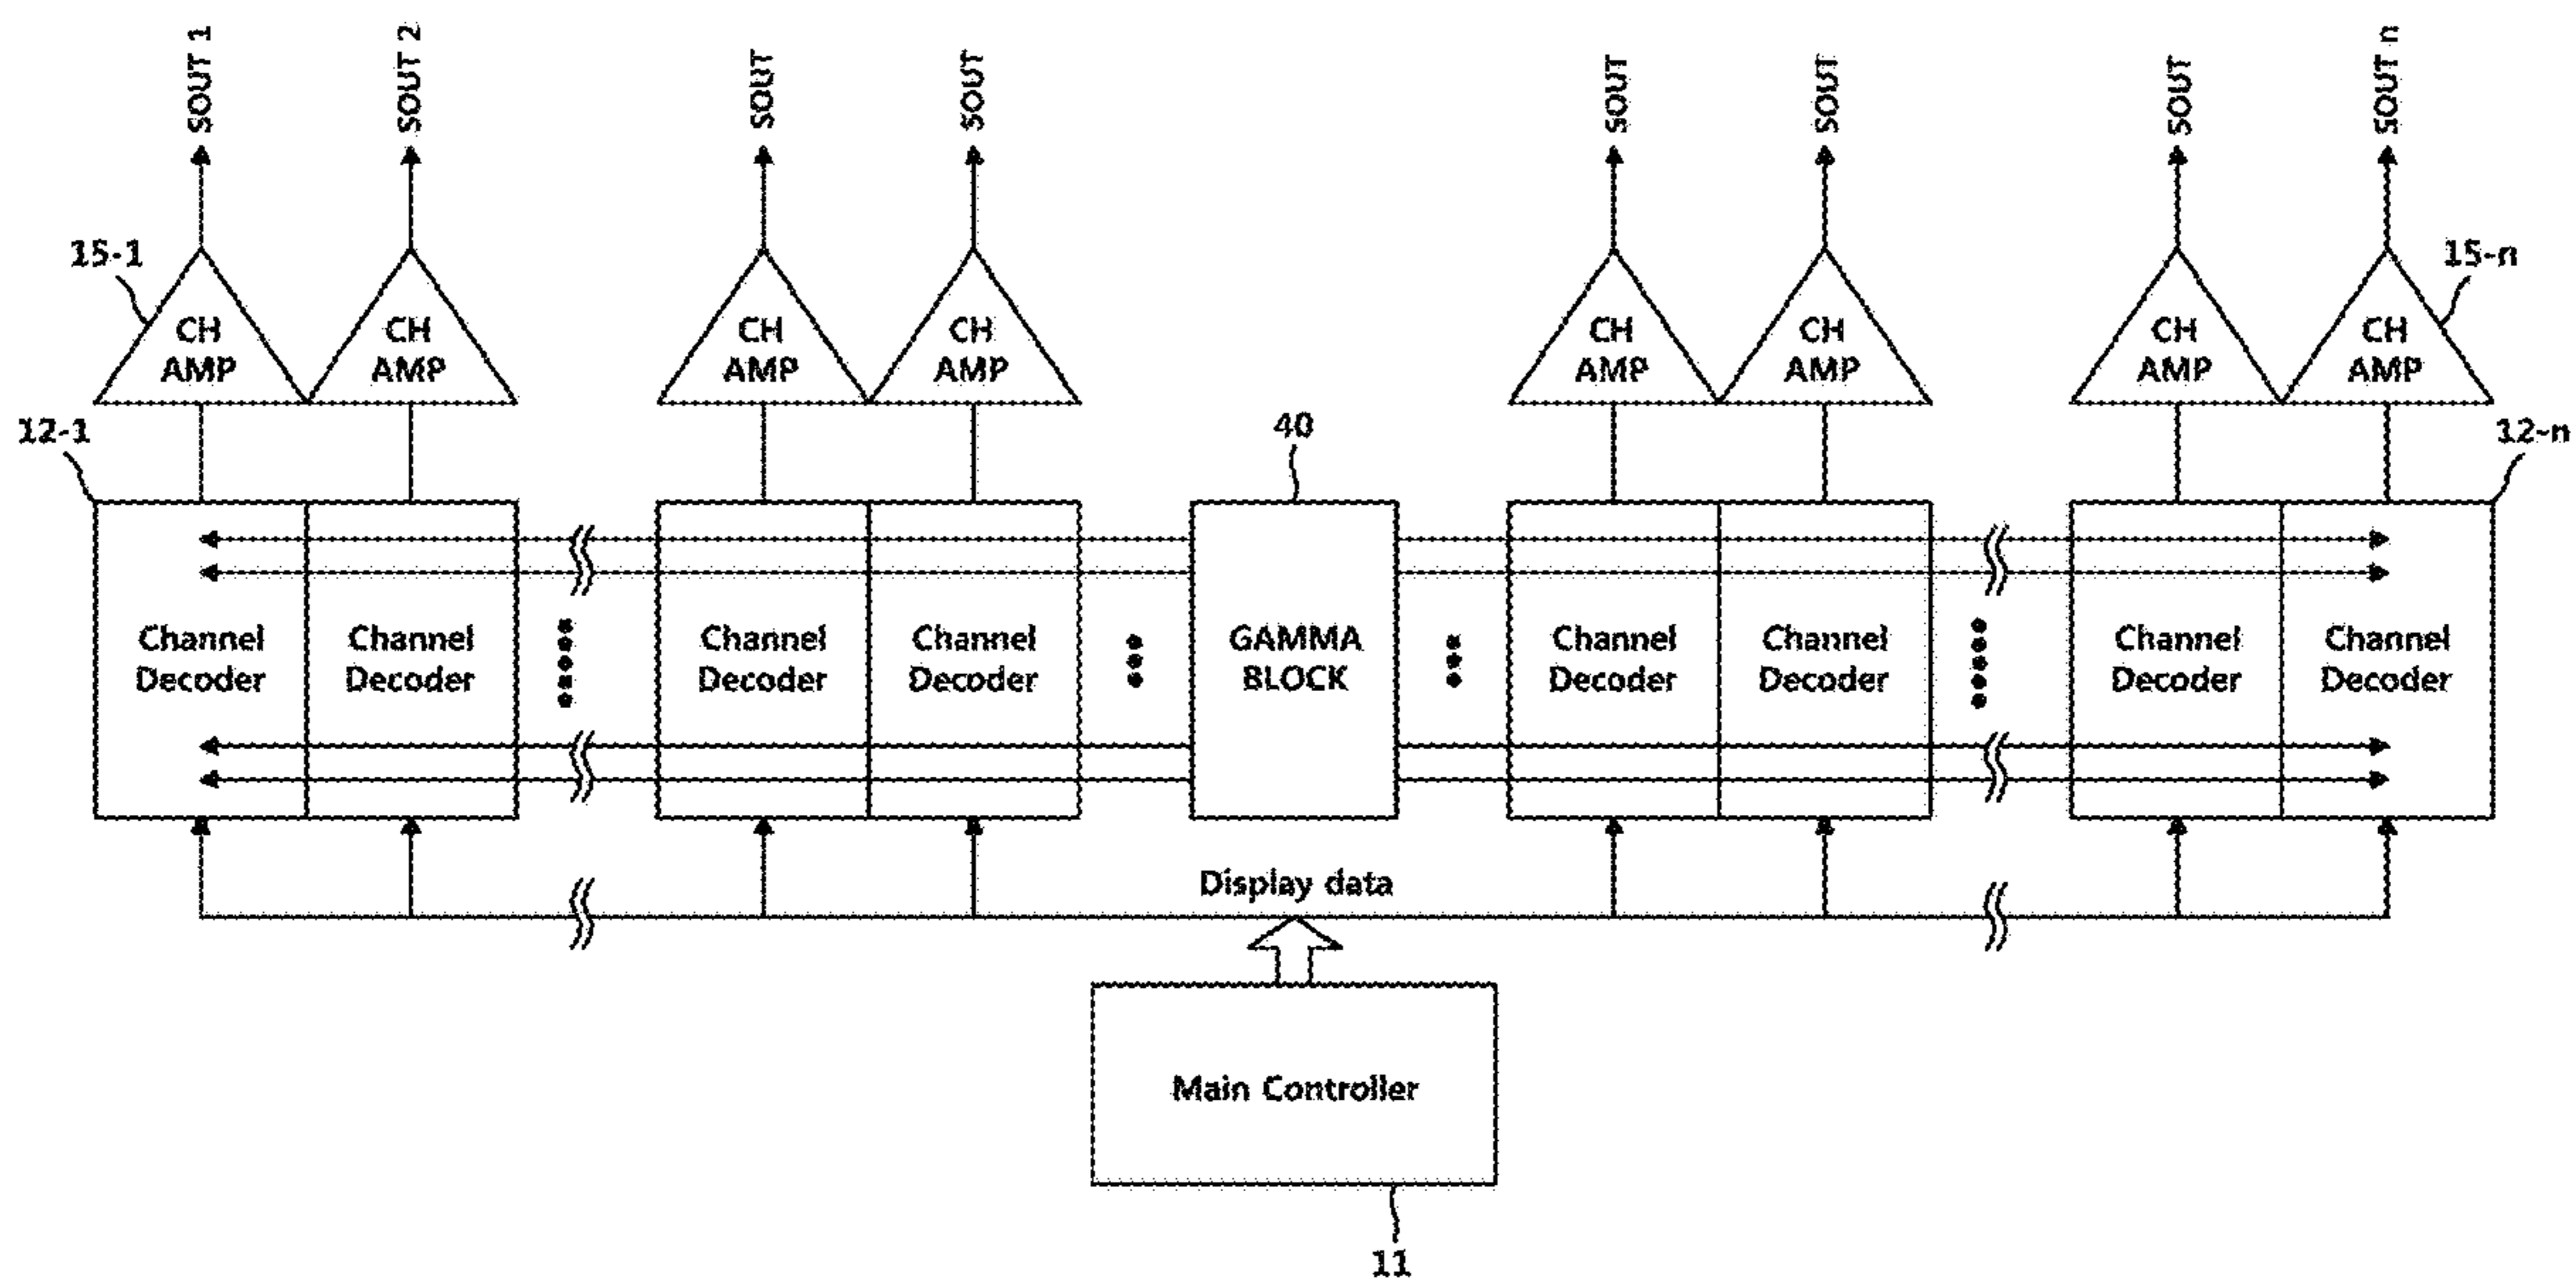 SOUT 1
SOUT 2
SOUT
SOUT
SOUT
SOUT
SOUT
SOUT n
15-1
15-n
CH
AMP
CH
AMP
CH
AMP
CH
AMP
CH
AMP
CH
AMP
CH
AMP
CH
AMP
12-1
40
12-n
Channel
Decoder
Channel
Decoder
Channel
Decoder
Channel
Decoder
GAMMA
BLOCK
Channel
Decoder
Channel
Decoder
Channel
Decoder
Channel
Decoder
Display data
Main Controller
11